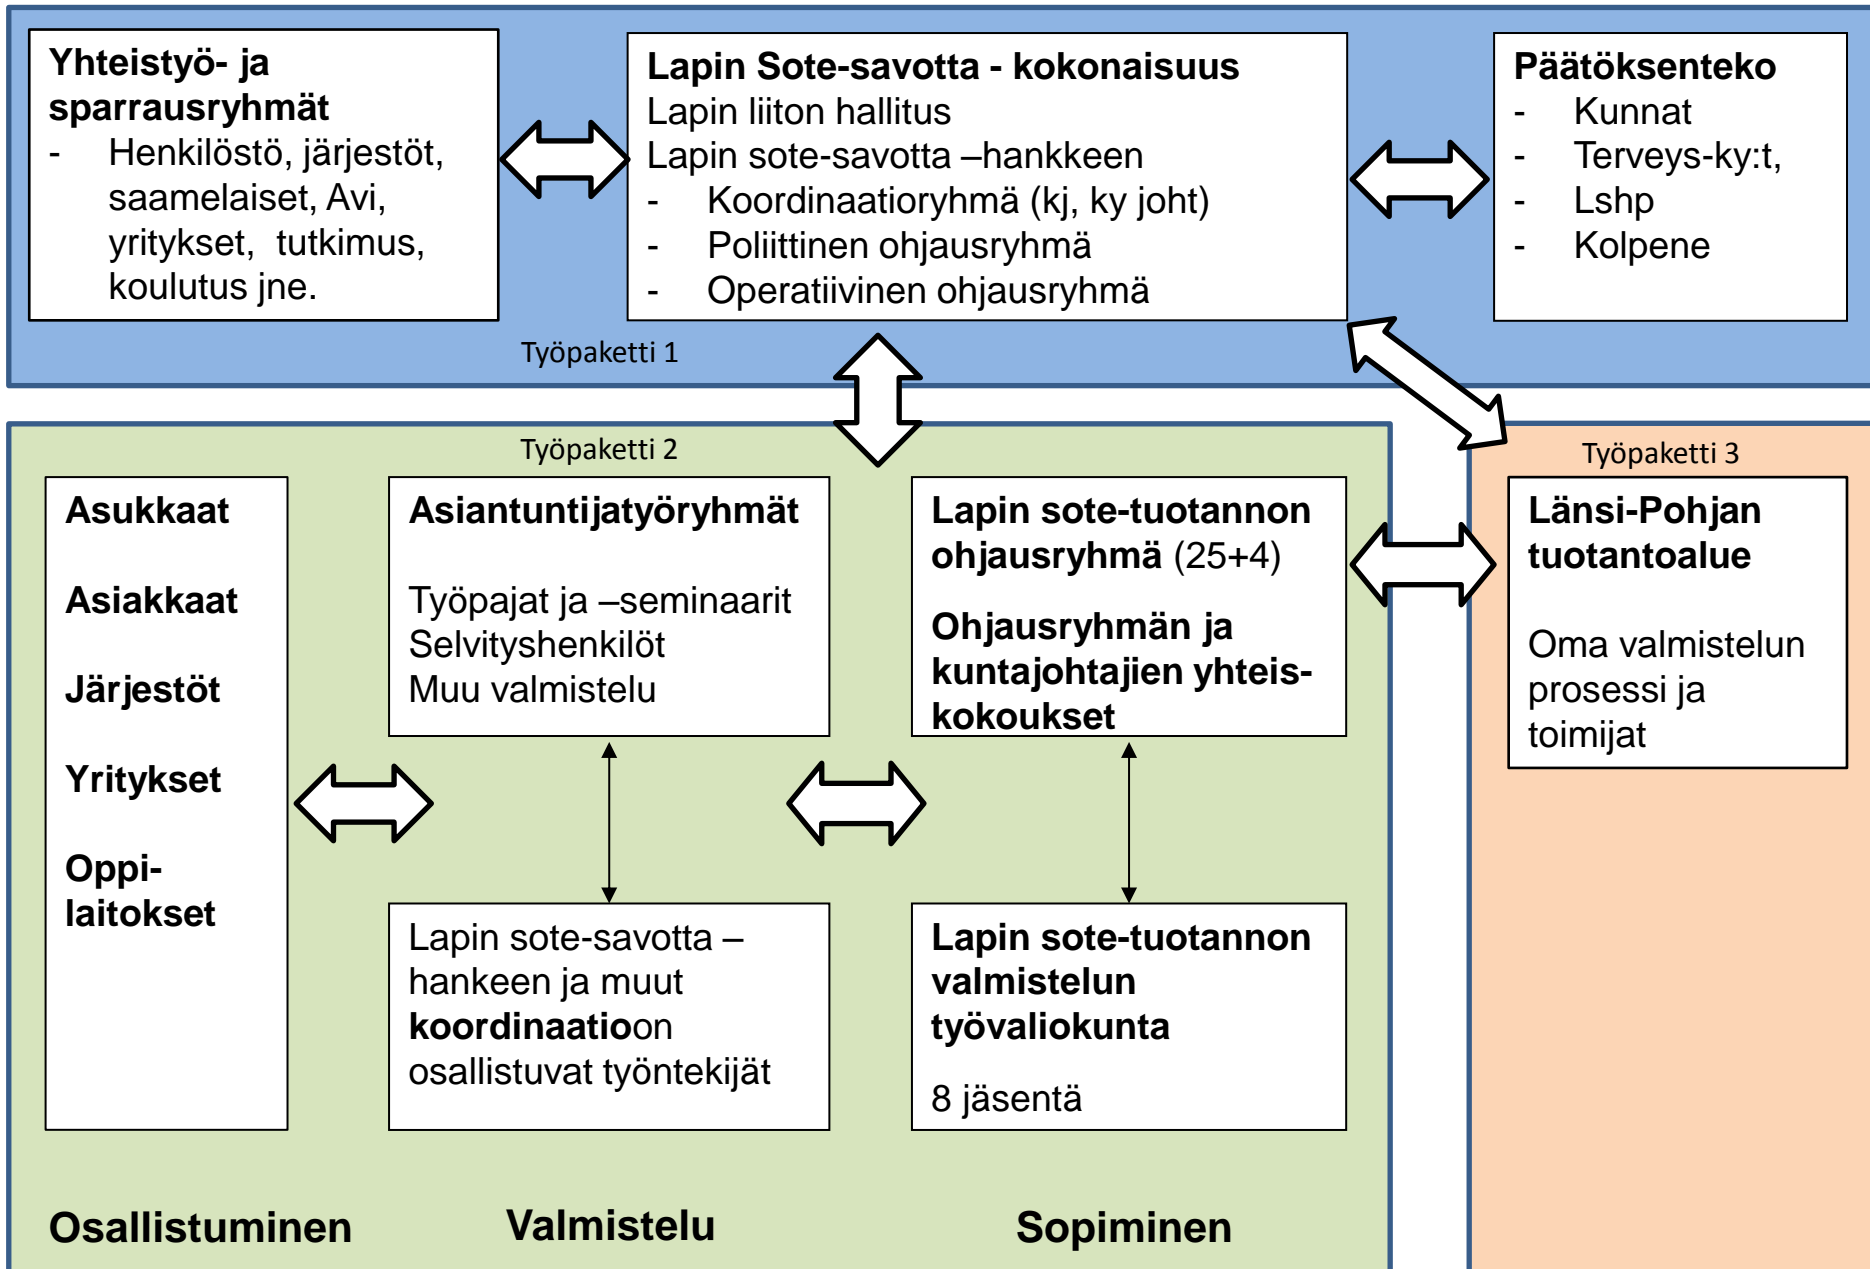 Yhteistyö- ja
sparrausryhmät
- Henkilöstö, järjestöt,
saamelaiset, Avi,
yritykset, tutkimus,
koulutus jne.
Lapin Sote-savotta - kokonaisuus
Lapin liiton hallitus
Lapin sote-savotta –hankkeen
- Koordinaatioryhmä (kj, ky joht)
- Poliittinen ohjausryhmä
- Operatiivinen ohjausryhmä
Päätöksenteko
- Kunnat
- Terveys-ky:t,
- Lshp
- Kolpene
Työpaketti 1
Työpaketti 2
Asukkaat
Asiakkaat
Järjestöt
Yritykset
Oppi-
laitokset
Asiantuntijatyöryhmät
Työpajat ja –seminaarit
Selvityshenkilöt
Muu valmistelu
Lapin sote-savotta –
hankeen ja muut
koordinaatioon
osallistuvat työntekijät
Lapin sote-tuotannon
ohjausryhmä (25+4)
Ohjausryhmän ja
kuntajohtajien yhteis-
kokoukset
Lapin sote-tuotannon
valmistelun
työvaliokunta
8 jäsentä
Osallistuminen
Valmistelu
Sopiminen
Työpaketti 3
Länsi-Pohjan
tuotantoalue
Oma valmistelun
prosessi ja
toimijat